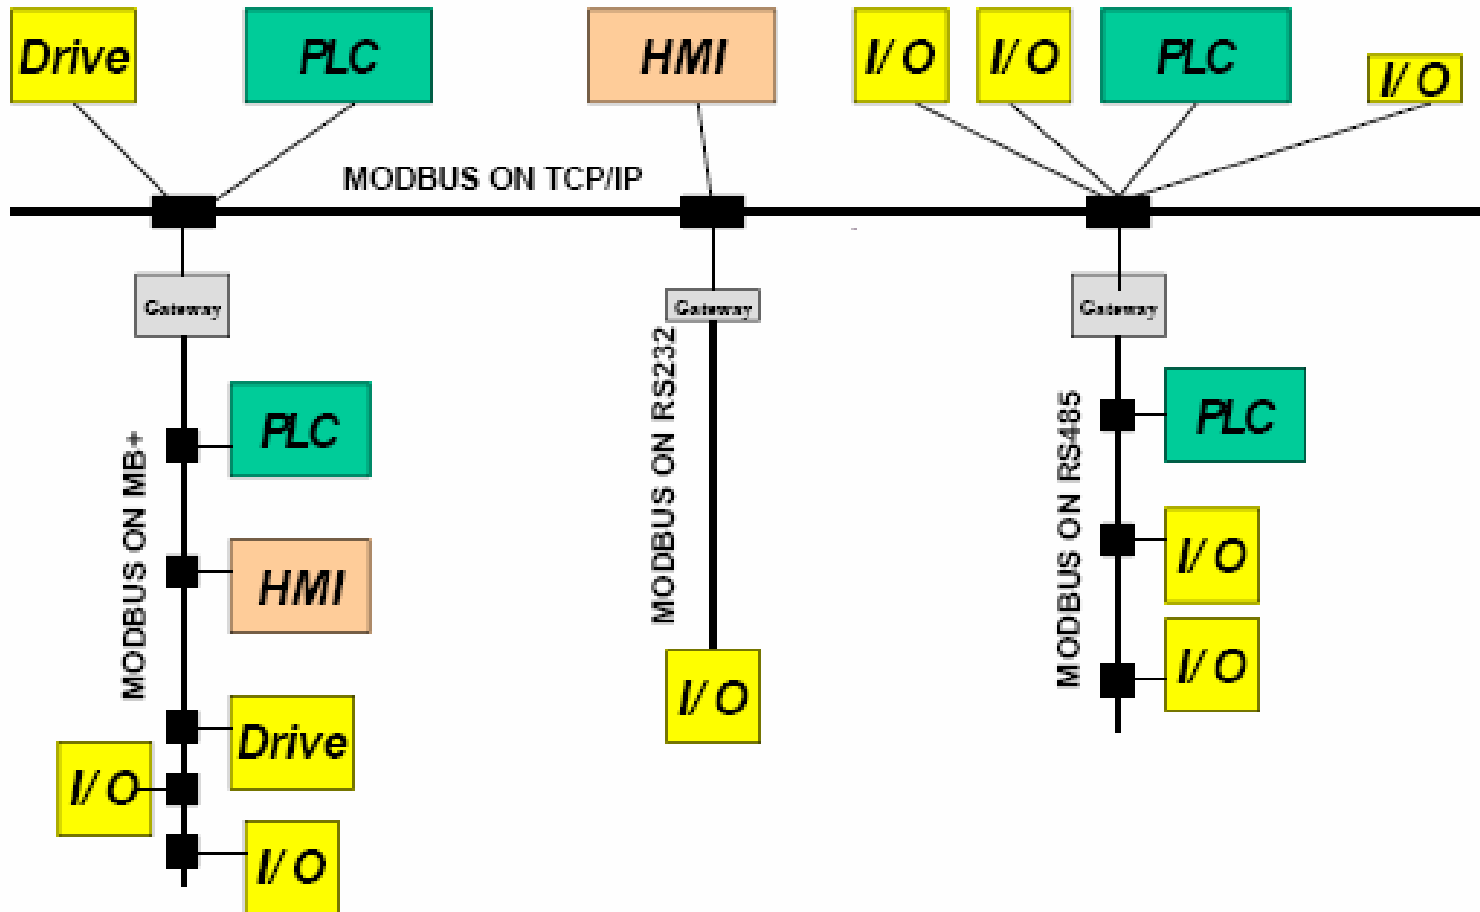 Drive
PLC
HMI
I/O
I/O
PLC
I/O
MODBUS ON TCP/IP
Gateway
Gateway
Gateway
MODBUS ON MB+
PLC
HMI
Drive
I/O
I/O
MODBUS ON RS232
I/O
MODBUS ON RS485
PLC
I/O
I/O